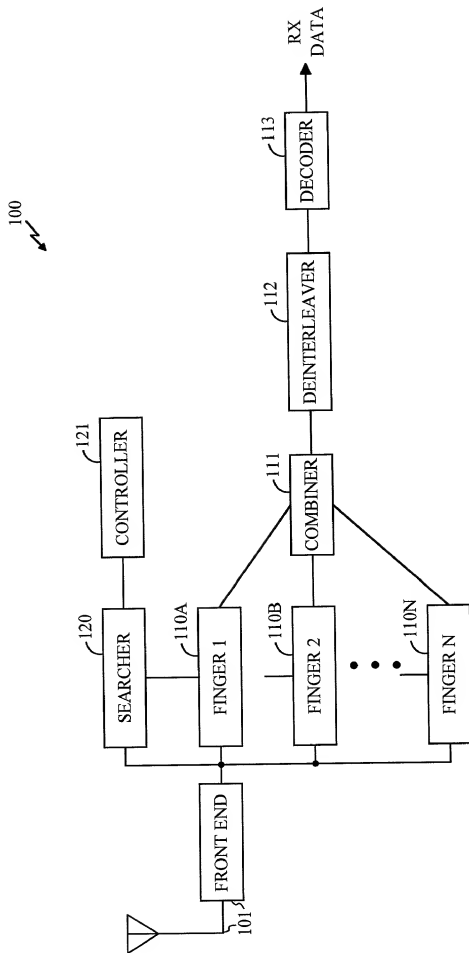 100
120
SEARCHER
121
CONTROLLER
101
FRONT END
110A
FINGER 1
110B
FINGER 2
110N
FINGER N
111
COMBINER
112
DEINTERLEAVER
113
DECODER
RX
DATA